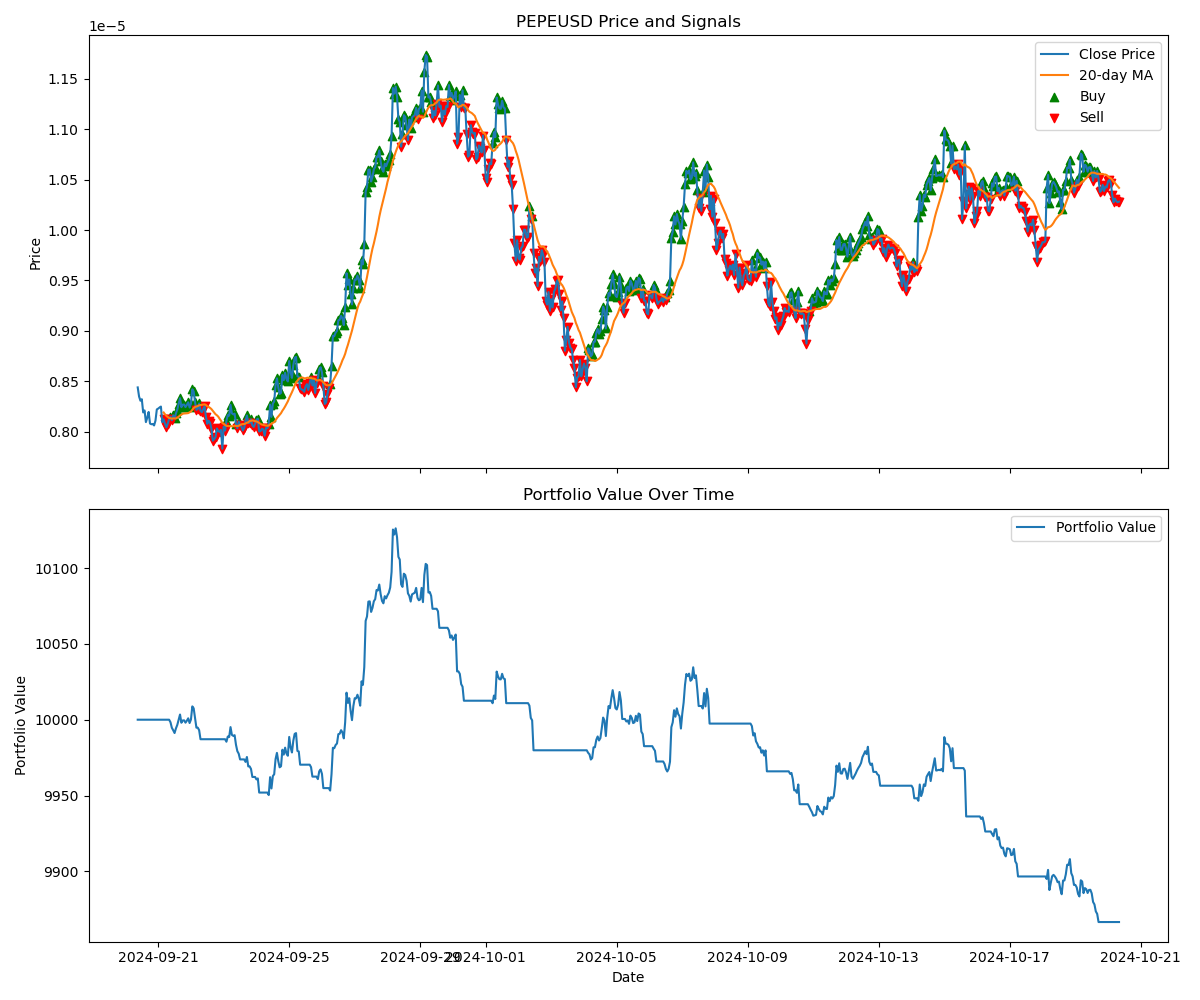 PEPEUSD Price and Signals
1e−5
Close Price
20-day MA
Buy
Sell
1.15
1.10
1.05
1.00
0.95
0.90
0.85
0.80
Price
Portfolio Value Over Time
Portfolio Value
10100
10050
10000
9950
9900
Portfolio Value
2024-09-21
2024-09-25
2024-09-29
2024-10-01
2024-10-05
2024-10-09
2024-10-13
2024-10-17
2024-10-21
Date